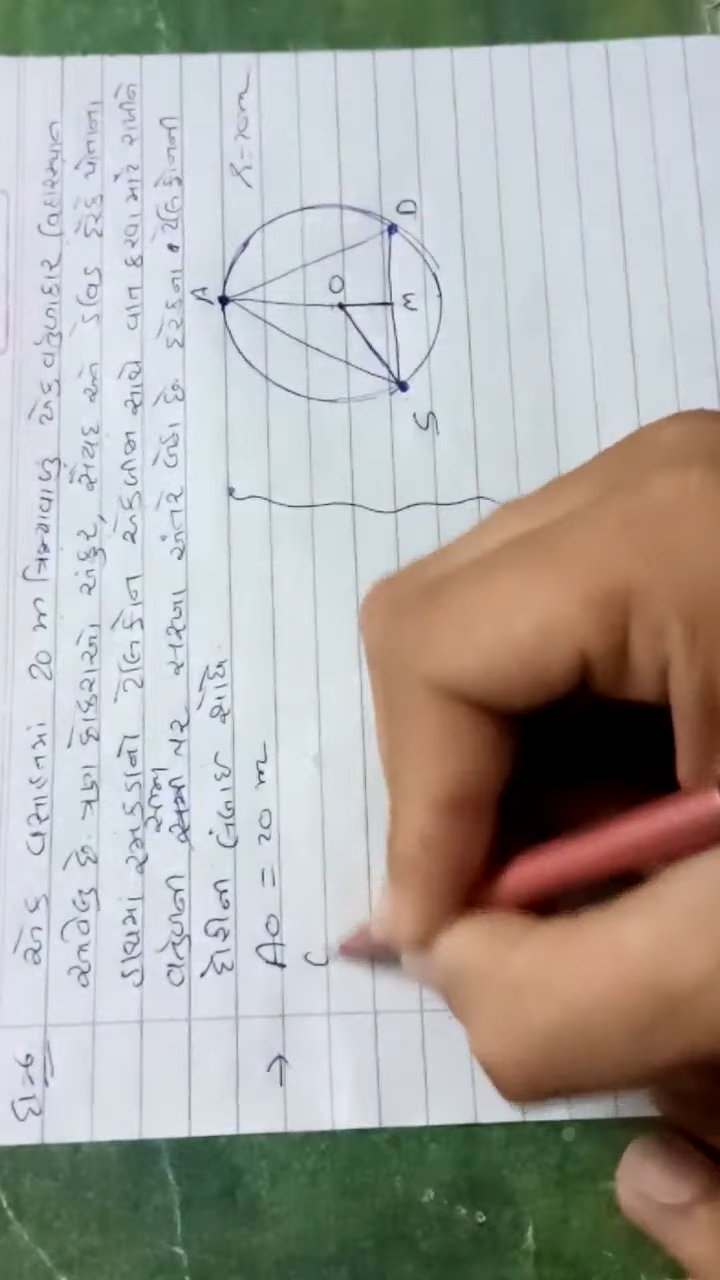 દા-6
એક વસાહતમાં 20 m ત્રિજ્યાવાળું એક વર્તુળાકાર ઉદ્યાન
આવેલું છે. ત્રણ છોકરાઓ અંકુર, સૈયદ અને ડેવિડ દરેક પોતાના
હાથમાં રમકડાનો ટેલિફોન એકબીજા સાથે વાત કરવા માટે રાખીને
વર્તુળની સીમા પર સરખા અંતરે બેઠા છે. દરેકના ટેલિફોનની
દોરીની લંબાઈ શોધો.
→ AO = 20 m
r = 20m
A
O
M
D
S